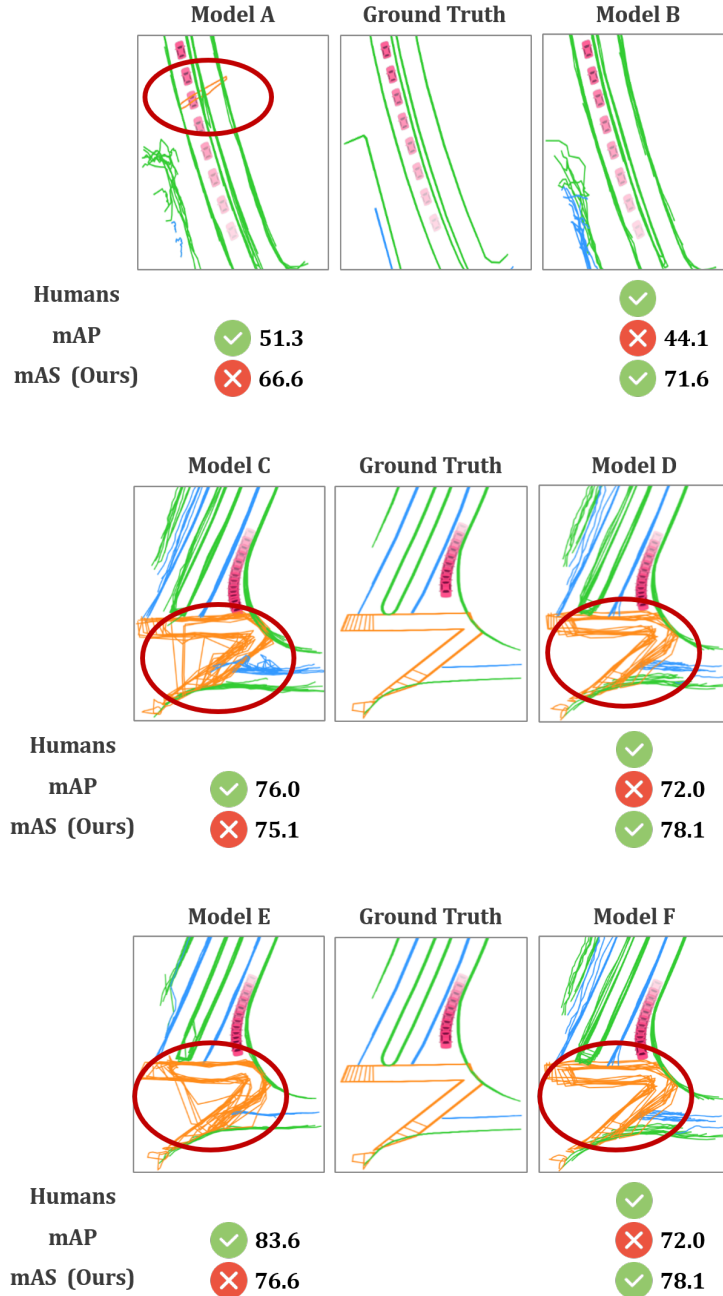 Model A Ground Truth Model B
Humans
mAP 51.3 44.1
mAS (Ours) 66.6 71.6
Model C Ground Truth Model D
Humans
mAP 76.0 72.0
mAS (Ours) 75.1 78.1
Model E Ground Truth Model F
Humans
mAP 83.6 72.0
mAS (Ours) 76.6 78.1